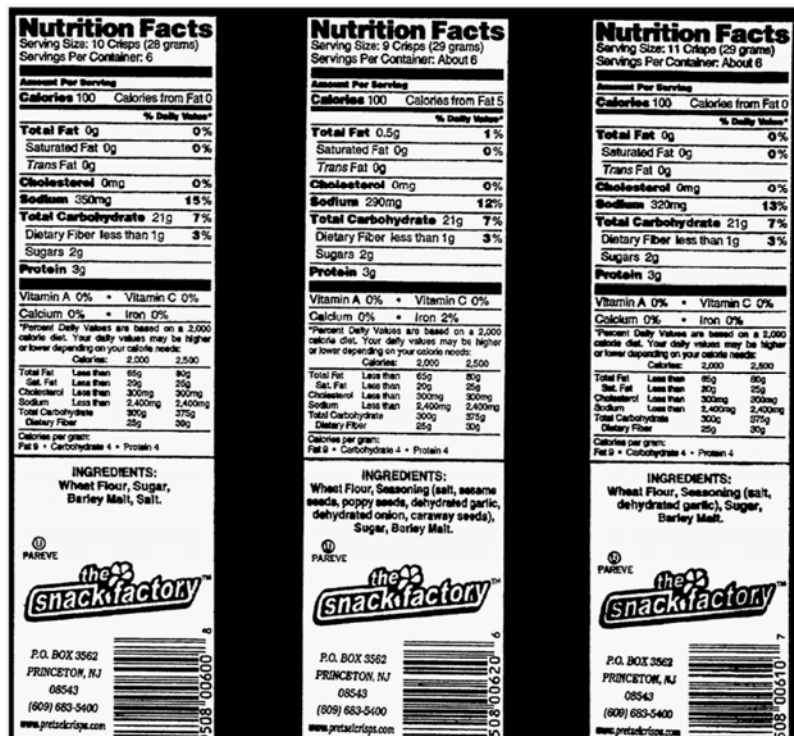 Nutrition Facts
Serving Size: 10 Crisps (28 grams)
Servings Per Container: 6
Amount Per Serving
Calories 100 Calories from Fat 0
% Daily Value*
Total Fat 0g 0%
Saturated Fat 0g 0%
Trans Fat 0g
Cholesterol 0mg 0%
Sodium 350mg 15%
Total Carbohydrate 21g 7%
Dietary Fiber less than 1g 3%
Sugars 2g
Protein 3g
Vitamin A 0% • Vitamin C 0%
Calcium 0% • Iron 0%
*Percent Daily Values are based on a 2,000
calorie diet. Your daily values may be higher
or lower depending on your calorie needs:
Calories: 2,000 2,500
Total Fat Less than 65g 80g
Sat. Fat Less than 20g 25g
Cholesterol Less than 300mg 300mg
Sodium Less than 2,400mg 2,400mg
Total Carbohydrate 300g 375g
Dietary Fiber 25g 30g
Calories per gram:
Fat 9 • Carbohydrate 4 • Protein 4
INGREDIENTS:
Wheat Flour, Sugar,
Barley Malt, Salt.
U
PAREVE
the
snack factory™
P.O. BOX 3562
PRINCETON, NJ
08543
(609) 683-5400
www.pretzelcrisps.com
508 00600 8
Nutrition Facts
Serving Size: 9 Crisps (29 grams)
Servings Per Container: About 6
Amount Per Serving
Calories 100 Calories from Fat 5
% Daily Value*
Total Fat 0.5g 1%
Saturated Fat 0g 0%
Trans Fat 0g
Cholesterol 0mg 0%
Sodium 290mg 12%
Total Carbohydrate 21g 7%
Dietary Fiber less than 1g 3%
Sugars 2g
Protein 3g
Vitamin A 0% • Vitamin C 0%
Calcium 0% • Iron 2%
*Percent Daily Values are based on a 2,000
calorie diet. Your daily values may be higher
or lower depending on your calorie needs:
Calories: 2,000 2,500
Total Fat Less than 65g 80g
Sat. Fat Less than 20g 25g
Cholesterol Less than 300mg 300mg
Sodium Less than 2,400mg 2,400mg
Total Carbohydrate 300g 375g
Dietary Fiber 25g 30g
Calories per gram:
Fat 9 • Carbohydrate 4 • Protein 4
INGREDIENTS:
Wheat Flour, Seasoning (salt, sesame
seeds, poppy seeds, dehydrated garlic,
dehydrated onion, caraway seeds),
Sugar, Barley Malt.
U
PAREVE
the
snack factory™
P.O. BOX 3562
PRINCETON, NJ
08543
(609) 683-5400
www.pretzelcrisps.com
508 00620 6
Nutrition Facts
Serving Size: 11 Crisps (29 grams)
Servings Per Container: About 6
Amount Per Serving
Calories 100 Calories from Fat 0
% Daily Value*
Total Fat 0g 0%
Saturated Fat 0g 0%
Trans Fat 0g
Cholesterol 0mg 0%
Sodium 320mg 13%
Total Carbohydrate 21g 7%
Dietary Fiber less than 1g 3%
Sugars 2g
Protein 3g
Vitamin A 0% • Vitamin C 0%
Calcium 0% • Iron 0%
*Percent Daily Values are based on a 2,000
calorie diet. Your daily values may be higher
or lower depending on your calorie needs:
Calories: 2,000 2,500
Total Fat Less than 65g 80g
Sat. Fat Less than 20g 25g
Cholesterol Less than 300mg 300mg
Sodium Less than 2,400mg 2,400mg
Total Carbohydrate 300g 375g
Dietary Fiber 25g 30g
Calories per gram:
Fat 9 • Carbohydrate 4 • Protein 4
INGREDIENTS:
Wheat Flour, Seasoning (salt,
dehydrated garlic), Sugar,
Barley Malt.
U
PAREVE
the
snack factory™
P.O. BOX 3562
PRINCETON, NJ
08543
(609) 683-5400
www.pretzelcrisps.com
508 00610 7